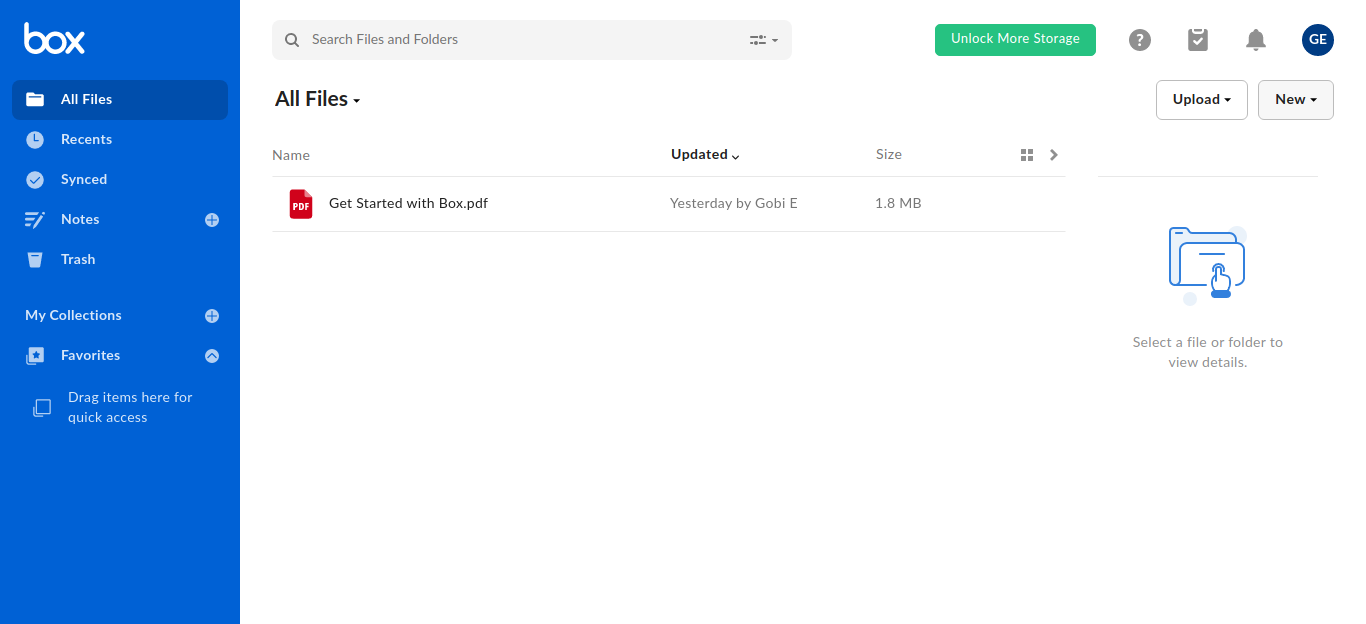 box
Search Files and Folders
Unlock More Storage
?
GE
All Files
Recents
Synced
Notes
Trash
My Collections
Favorites
Drag items here for
quick access
All Files
Upload
New
Name
Updated
Size
PDF
Get Started with Box.pdf
Yesterday by Gobi E
1.8 MB
Select a file or folder to
view details.